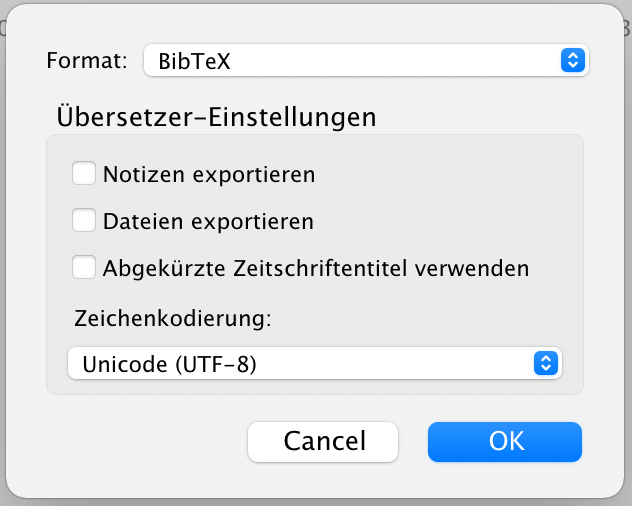 Format: BibTeX
Übersetzer-Einstellungen
Notizen exportieren
Dateien exportieren
Abgekürzte Zeitschriftentitel verwenden
Zeichenkodierung:
Unicode (UTF-8)
Cancel OK